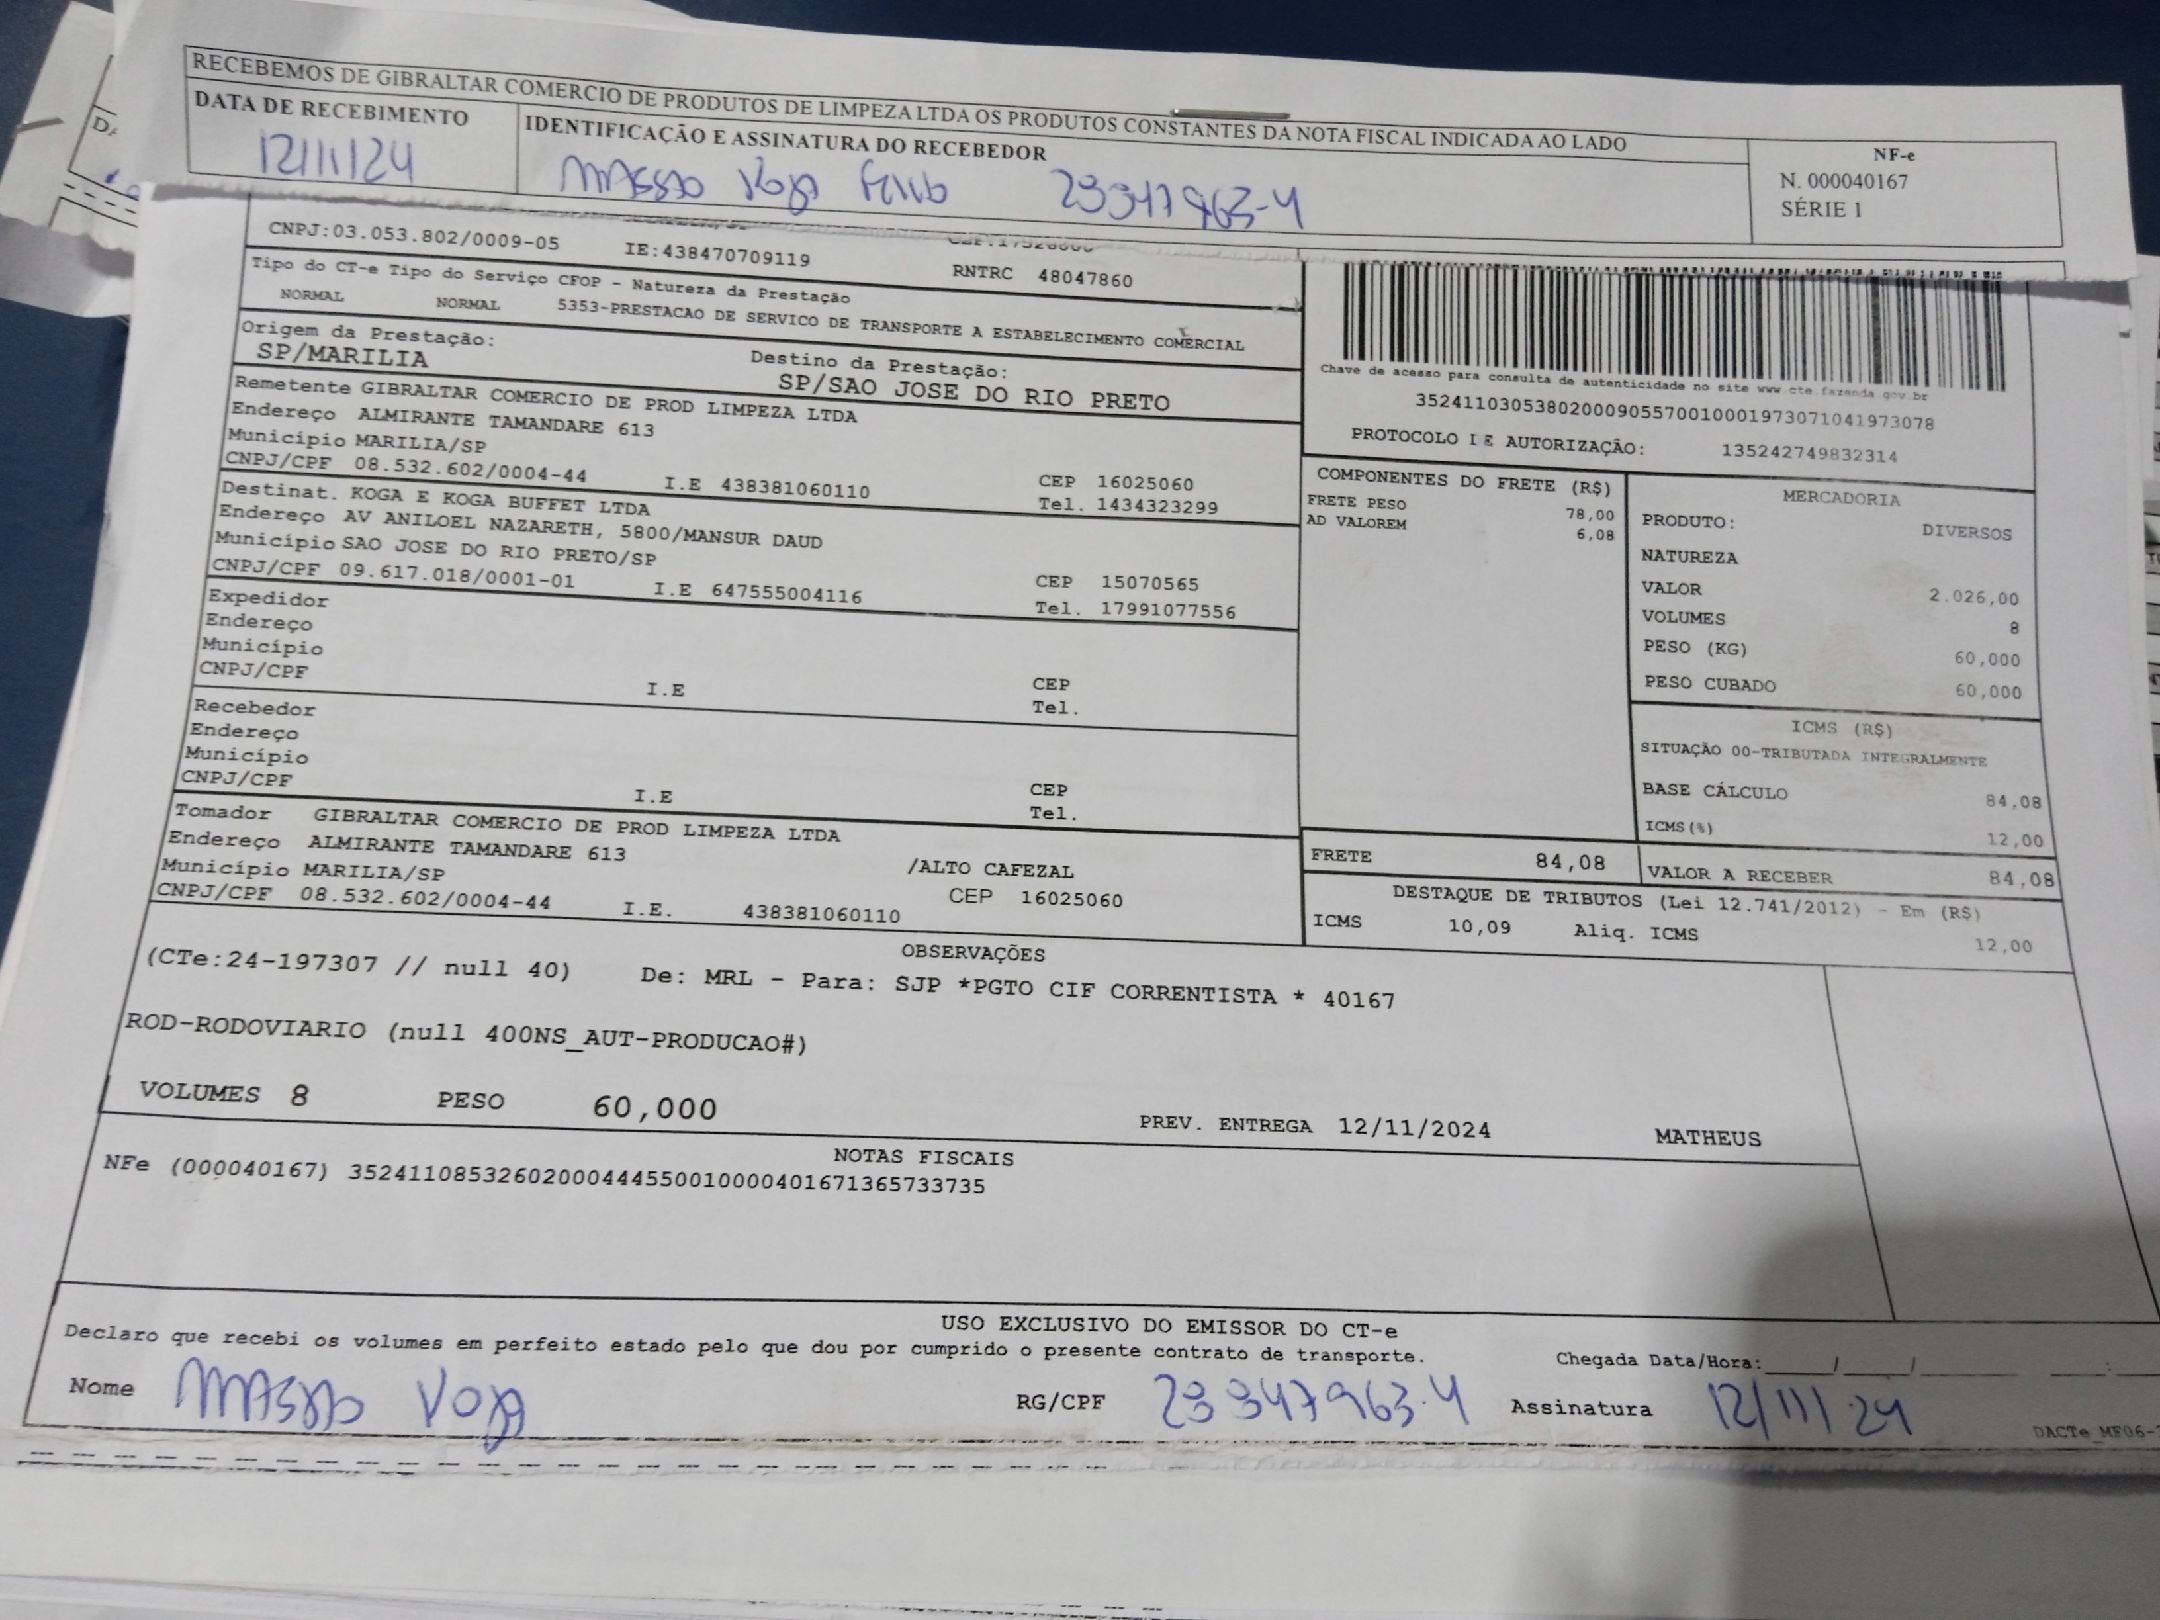 RECEBEMOS DE GIBRALTAR COMERCIO DE PRODUTOS DE LIMPEZA LTDA OS PRODUTOS CONSTANTES DA NOTA FISCAL INDICADA AO LADO
DATA DE RECEBIMENTO
12/11/24
IDENTIFICAÇÃO E ASSINATURA DO RECEBEDOR
23347963-4
NF-e
N. 000040167
SÉRIE 1
CNPJ:03.053.802/0009-05 IE:438470709119 RNTRC 48047860
Tipo do CT-e Tipo do Serviço CFOP - Natureza da Prestação
NORMAL NORMAL 5353-PRESTACAO DE SERVICO DE TRANSPORTE A ESTABELECIMENTO COMERCIAL
Origem da Prestação: Destino da Prestação:
SP/MARILIA SP/SAO JOSE DO RIO PRETO
Remetente GIBRALTAR COMERCIO DE PROD LIMPEZA LTDA
Endereço ALMIRANTE TAMANDARE 613
Município MARILIA/SP CEP 16025060
CNPJ/CPF 08.532.602/0004-44 I.E 438381060110 Tel. 1434323299
Destinat. KOGA E KOGA BUFFET LTDA
Endereço AV ANILOEL NAZARETH, 5800/MANSUR DAUD
Município SAO JOSE DO RIO PRETO/SP CEP 15070565
CNPJ/CPF 09.617.018/0001-01 I.E 647555004116 Tel. 17991077556
Expedidor
Endereço
Município CEP
CNPJ/CPF I.E Tel.
Recebedor
Endereço
Município CEP
CNPJ/CPF I.E Tel.
Tomador GIBRALTAR COMERCIO DE PROD LIMPEZA LTDA
Endereço ALMIRANTE TAMANDARE 613 /ALTO CAFEZAL
Município MARILIA/SP CEP 16025060
CNPJ/CPF 08.532.602/0004-44 I.E. 438381060110
Chave de acesso para consulta de autenticidade no site www.cte.fazenda.gov.br
35241103053802000905570010001973071041973078
PROTOCOLO I E AUTORIZAÇÃO: 135242749832314
COMPONENTES DO FRETE (R$)
FRETE PESO 78,00
AD VALOREM 6,08
MERCADORIA
PRODUTO: DIVERSOS
NATUREZA
VALOR 2.026,00
VOLUMES 8
PESO (KG) 60,000
PESO CUBADO 60,000
ICMS (R$)
SITUAÇÃO 00-TRIBUTADA INTEGRALMENTE
BASE CÁLCULO 84,08
ICMS(%) 12,00
FRETE 84,08 VALOR A RECEBER 84,08
DESTAQUE DE TRIBUTOS (Lei 12.741/2012) - Em (R$)
ICMS 10,09 Aliq. ICMS 12,00
OBSERVAÇÕES
(CTe:24-197307 // null 40) De: MRL - Para: SJP *PGTO CIF CORRENTISTA * 40167
ROD-RODOVIARIO (null 400NS_AUT-PRODUCAO#)
VOLUMES 8 PESO 60,000 PREV. ENTREGA 12/11/2024 MATHEUS
NOTAS FISCAIS
NFe (000040167) 35241108532602000444550010000401671365733735
USO EXCLUSIVO DO EMISSOR DO CT-e
Declaro que recebi os volumes em perfeito estado pelo que dou por cumprido o presente contrato de transporte. Chegada Data/Hora:____/____/____ ___:
Nome RG/CPF 23347963-4 Assinatura 12/11/24